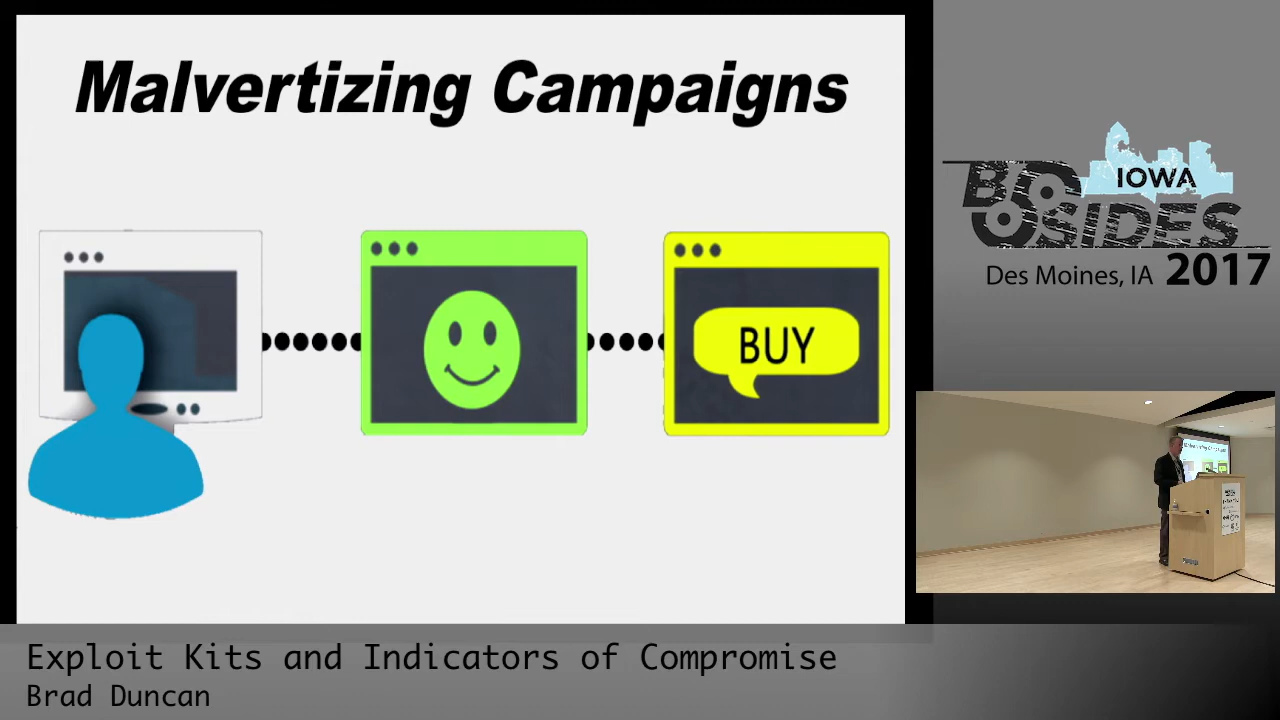 Malvertizing Campaigns
BUY
IOWA
BSIDES
Des Moines, IA 2017
Exploit Kits and Indicators of Compromise
Brad Duncan